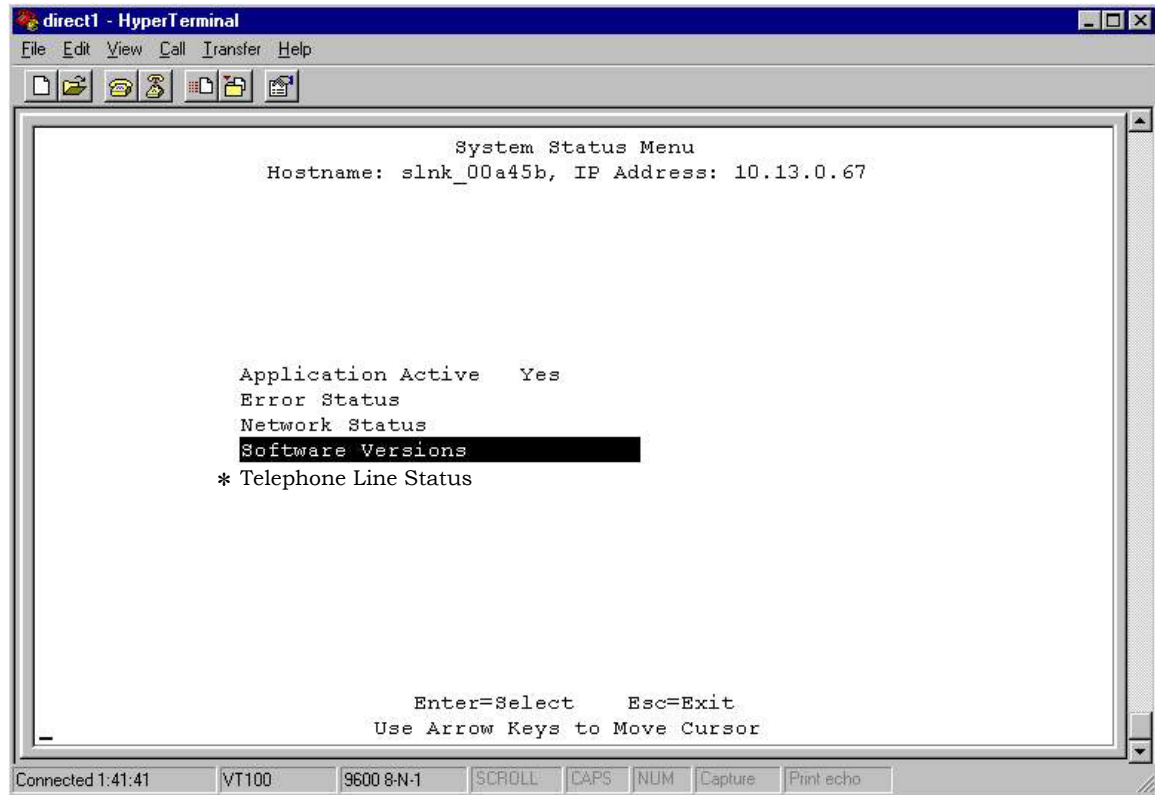 direct1 - HyperTerminal
File Edit View Call Transfer Help
System Status Menu
Hostname: slnk_00a45b, IP Address: 10.13.0.67
Application Active Yes
Error Status
Network Status
Software Versions
* Telephone Line Status
Enter=Select Esc=Exit
Use Arrow Keys to Move Cursor
Connected 1:41:41 VT100 9600 8-N-1 SCROLL CAPS NUM Capture Print echo